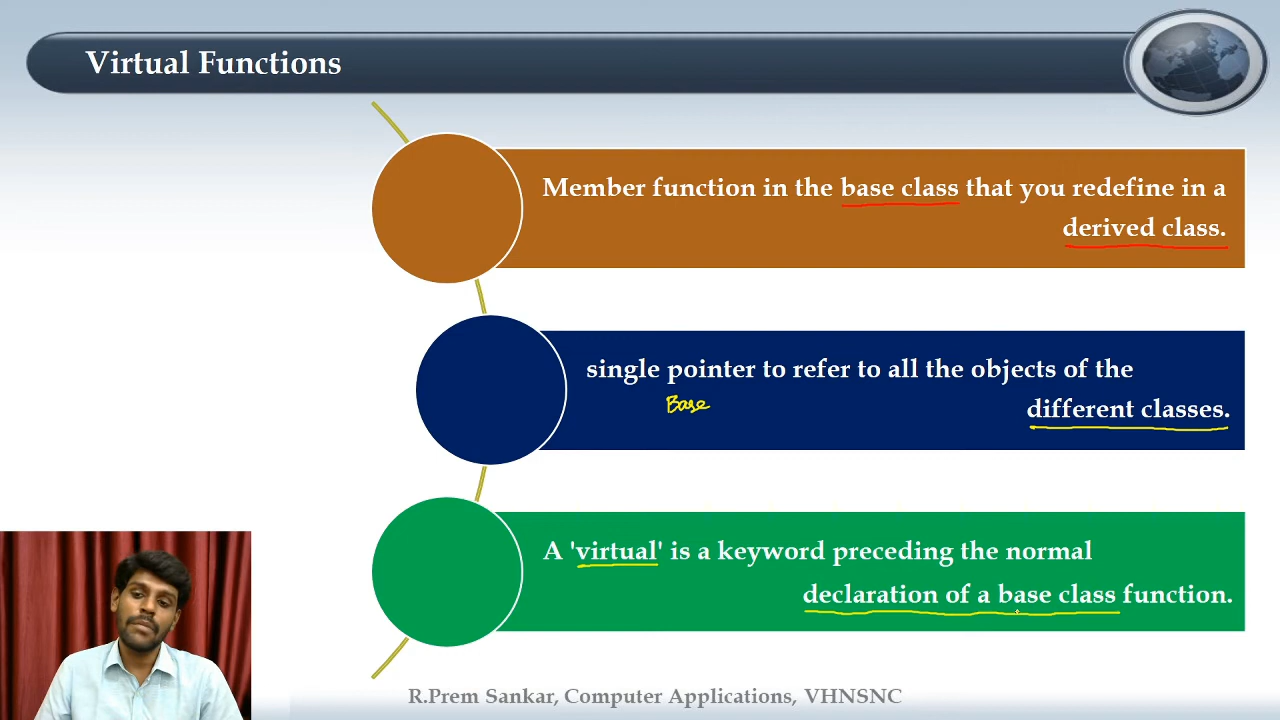 Virtual Functions
Member function in the base class that you redefine in a
derived class.
single pointer to refer to all the objects of the
Base
different classes.
A 'virtual' is a keyword preceding the normal
declaration of a base class function.
R.Prem Sankar, Computer Applications, VHNSNC